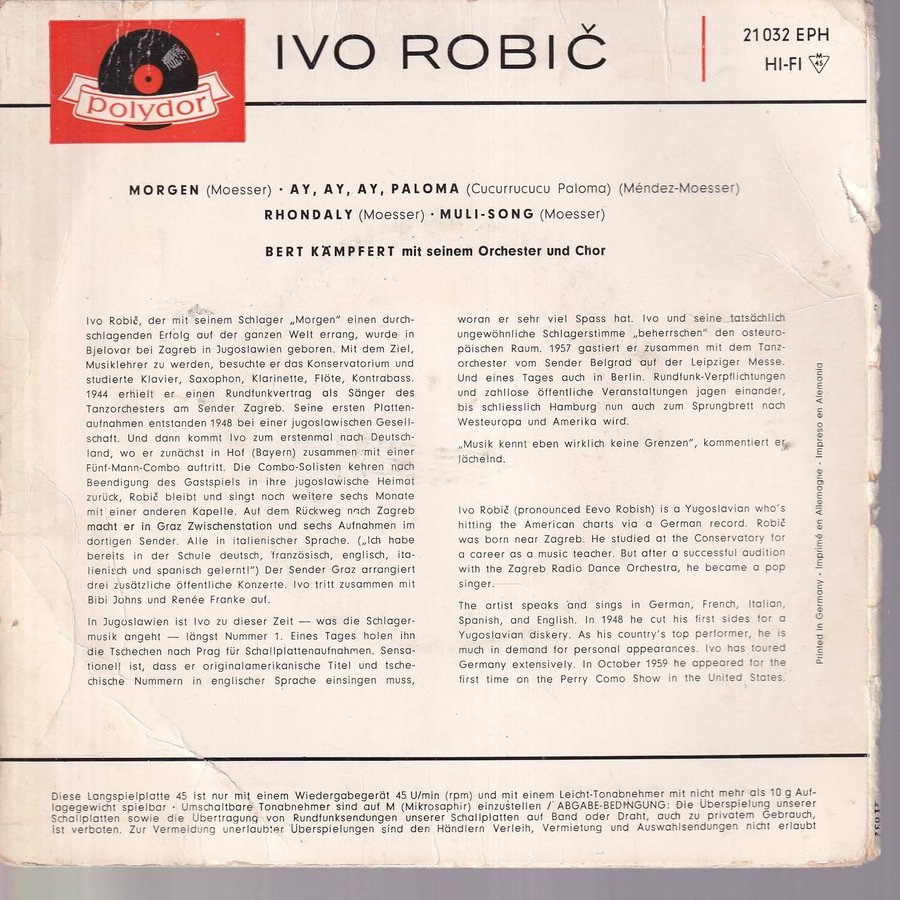 polydor
IVO ROBIČ
21 032 EPH
HI-FI M 45
MORGEN (Moesser) · AY, AY, AY, PALOMA (Cucurrucucu Paloma) (Méndez-Moesser)
RHONDALY (Moesser) · MULI-SONG (Moesser)
BERT KÄMPFERT mit seinem Orchester und Chor
Ivo Robič, der mit seinem Schlager „Morgen" einen durch-
schlagenden Erfolg auf der ganzen Welt errang, wurde in
Bjelovar bei Zagreb in Jugoslawien geboren. Mit dem Ziel,
Musiklehrer zu werden, besuchte er das Konservatorium und
studierte Klavier, Saxophon, Klarinette, Flöte, Kontrabass.
1944 erhielt er einen Rundfunkvertrag als Sänger des
Tanzorchesters am Sender Zagreb. Seine ersten Platten-
aufnahmen entstanden 1948 bei einer jugoslawischen Gesell-
schaft. Und dann kommt Ivo zum erstenmal nach Deutsch-
land, wo er zunächst in Hof (Bayern) zusammen mit einer
Fünf-Mann-Combo auftritt. Die Combo-Solisten kehren nach
Beendigung des Gastspiels in ihre jugoslawische Heimat
zurück, Robič bleibt und singt noch weitere sechs Monate
mit einer anderen Kapelle. Auf dem Rückweg nach Zagreb
macht er in Graz Zwischenstation und sechs Aufnahmen im
dortigen Sender. Alle in italienischer Sprache. („Ich habe
bereits in der Schule deutsch, französisch, englisch, ita-
lienisch und spanisch gelernt!") Der Sender Graz arrangiert
drei zusätzliche öffentliche Konzerte. Ivo tritt zusammen mit
Bibi Johns und Renée Franke auf.
In Jugoslawien ist Ivo zu dieser Zeit — was die Schlager-
musik angeht — längst Nummer 1. Eines Tages holen ihn
die Tschechen nach Prag für Schallplattenaufnahmen. Sensa-
tionell ist, dass er originalamerikanische Titel und tsche-
chische Nummern in englischer Sprache einsingen muss,
woran er sehr viel Spass hat. Ivo und seine tatsächlich
ungewöhnliche Schlagerstimme „beherrschen" den osteuro-
päischen Raum. 1957 gastiert er zusammen mit dem Tanz-
orchester vom Sender Belgrad auf der Leipziger Messe.
Und eines Tages auch in Berlin. Rundfunk-Verpflichtungen
und zahllose öffentliche Veranstaltungen jagen einander,
bis schliesslich Hamburg nun auch zum Sprungbrett nach
Westeuropa und Amerika wird.
„Musik kennt eben wirklich keine Grenzen", kommentiert er
lächelnd.
Ivo Robič (pronounced Eevo Robish) is a Yugoslavian who's
hitting the American charts via a German record. Robič
was born near Zagreb. He studied at the Conservatory for
a career as a music teacher. But after a successful audition
with the Zagreb Radio Dance Orchestra, he became a pop
singer.
The artist speaks and sings in German, French, Italian,
Spanish, and English. In 1948 he cut his first sides for a
Yugoslavian diskery. As his country's top performer, he is
much in demand for personal appearances. Ivo has toured
Germany extensively. In October 1959 he appeared for the
first time on the Perry Como Show in the United States.
Printed in Germany - Imprimé en Allemagne - Impreso en Alemania
Diese Langspielplatte 45 ist nur mit einem Wiedergabegerät 45 U/min (rpm) und mit einem Leicht-Tonabnehmer mit nicht mehr als 10 g Auf-
lagegewicht spielbar · Umschaltbare Tonabnehmer sind auf M (Mikrosaphir) einzustellen / ABGABE-BEDINGUNG: Die Überspielung unserer
Schallplatten sowie die Übertragung von Rundfunksendungen unserer Schallplatten auf Band oder Draht, auch zu privatem Gebrauch,
ist verboten. Zur Vermeidung unerlaubter Überspielungen sind den Händlern Verleih, Vermietung und Auswahlsendungen nicht erlaubt